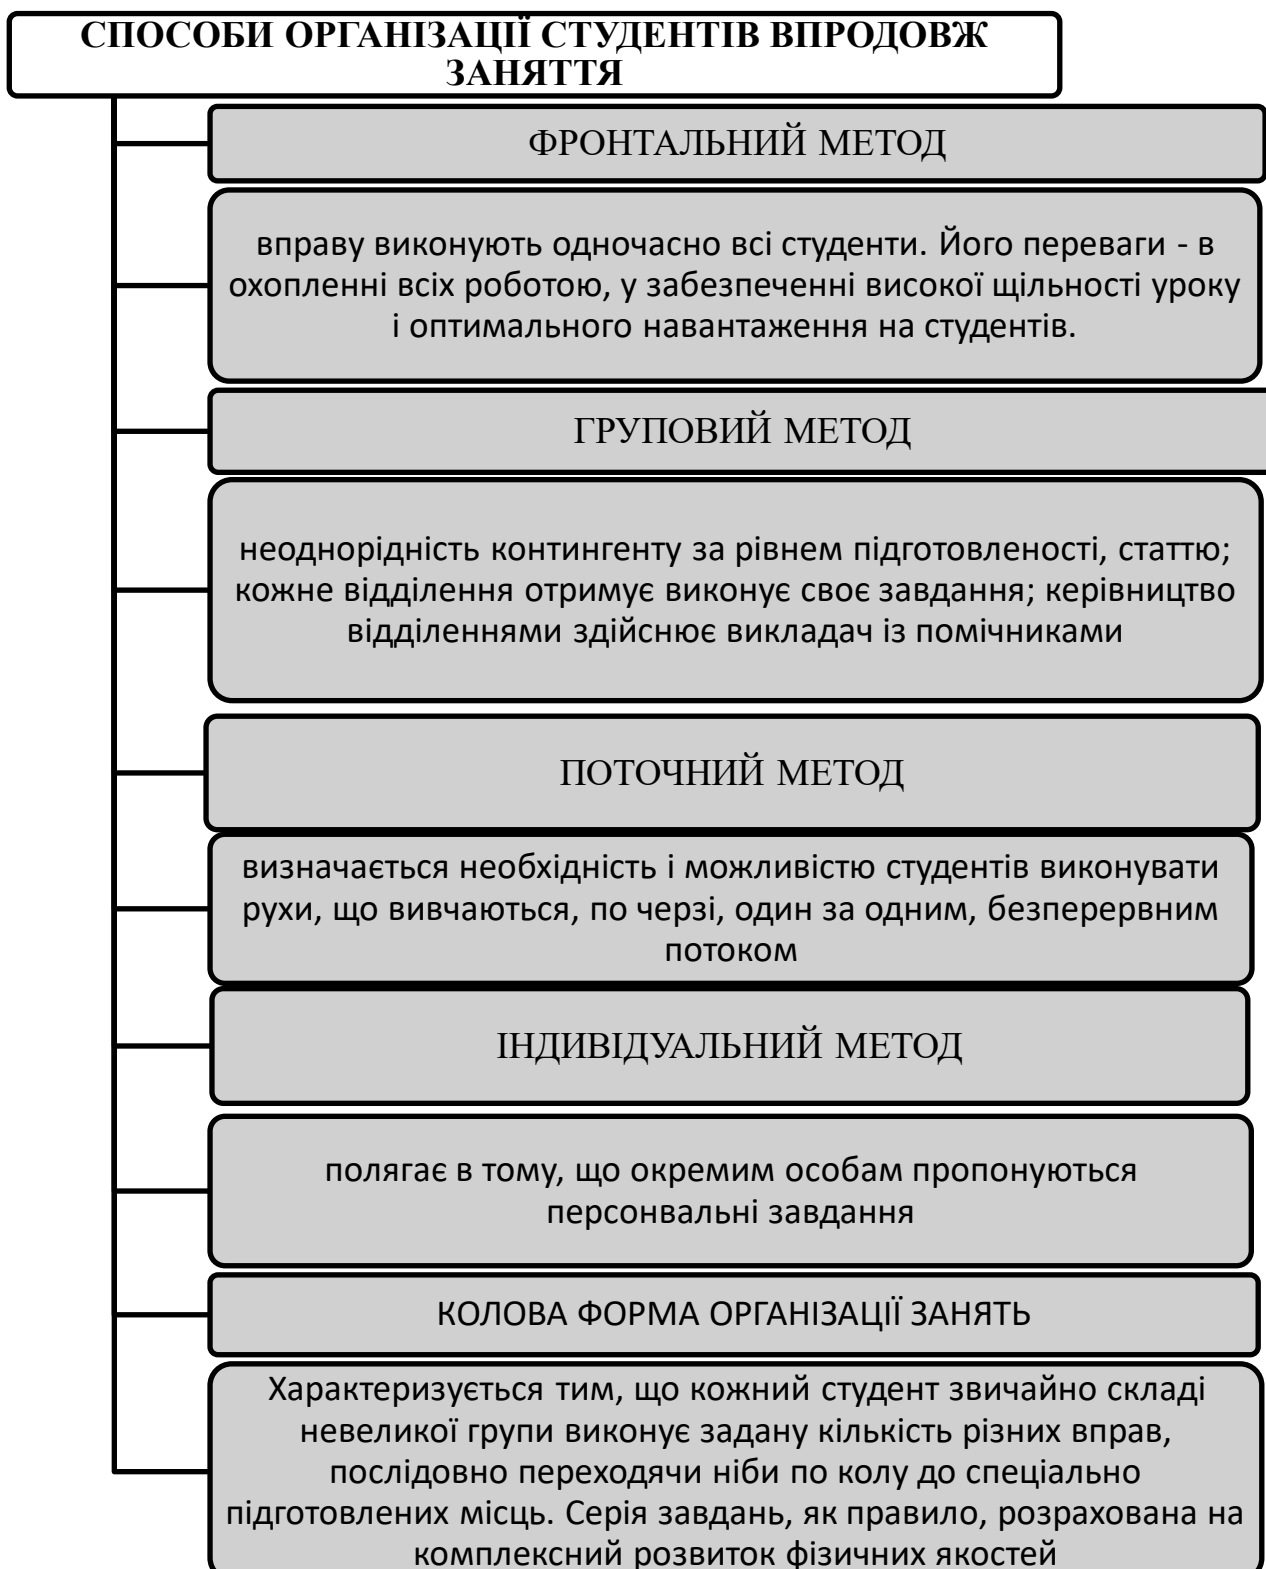 СПОСОБИ ОРГАНІЗАЦІЇ СТУДЕНТІВ ВПРОДОВЖ
ЗАНЯТТЯ
ФРОНТАЛЬНИЙ МЕТОД
вправу виконують одночасно всі студенти. Його переваги - в
охопленні всіх роботою, у забезпеченні високої щільності уроку
і оптимального навантаження на студентів.
ГРУПОВИЙ МЕТОД
неоднорідність контингенту за рівнем підготовленості, статтю;
кожне відділення отримує виконує своє завдання; керівництво
відділеннями здійснює викладач із помічниками
ПОТОЧНИЙ МЕТОД
визначається необхідність і можливістю студентів виконувати
рухи, що вивчаються, по черзі, один за одним, безперервним
потоком
ІНДИВІДУАЛЬНИЙ МЕТОД
полягає в тому, що окремим особам пропонуються
персонвальні завдання
КОЛОВА ФОРМА ОРГАНІЗАЦІЇ ЗАНЯТЬ
Характеризується тим, що кожний студент звичайно складі
невеликої групи виконує задану кількість різних вправ,
послідовно переходячи ніби по колу до спеціально
підготовлених місць. Серія завдань, як правило, розрахована на
комплексний розвиток фізичних якостей